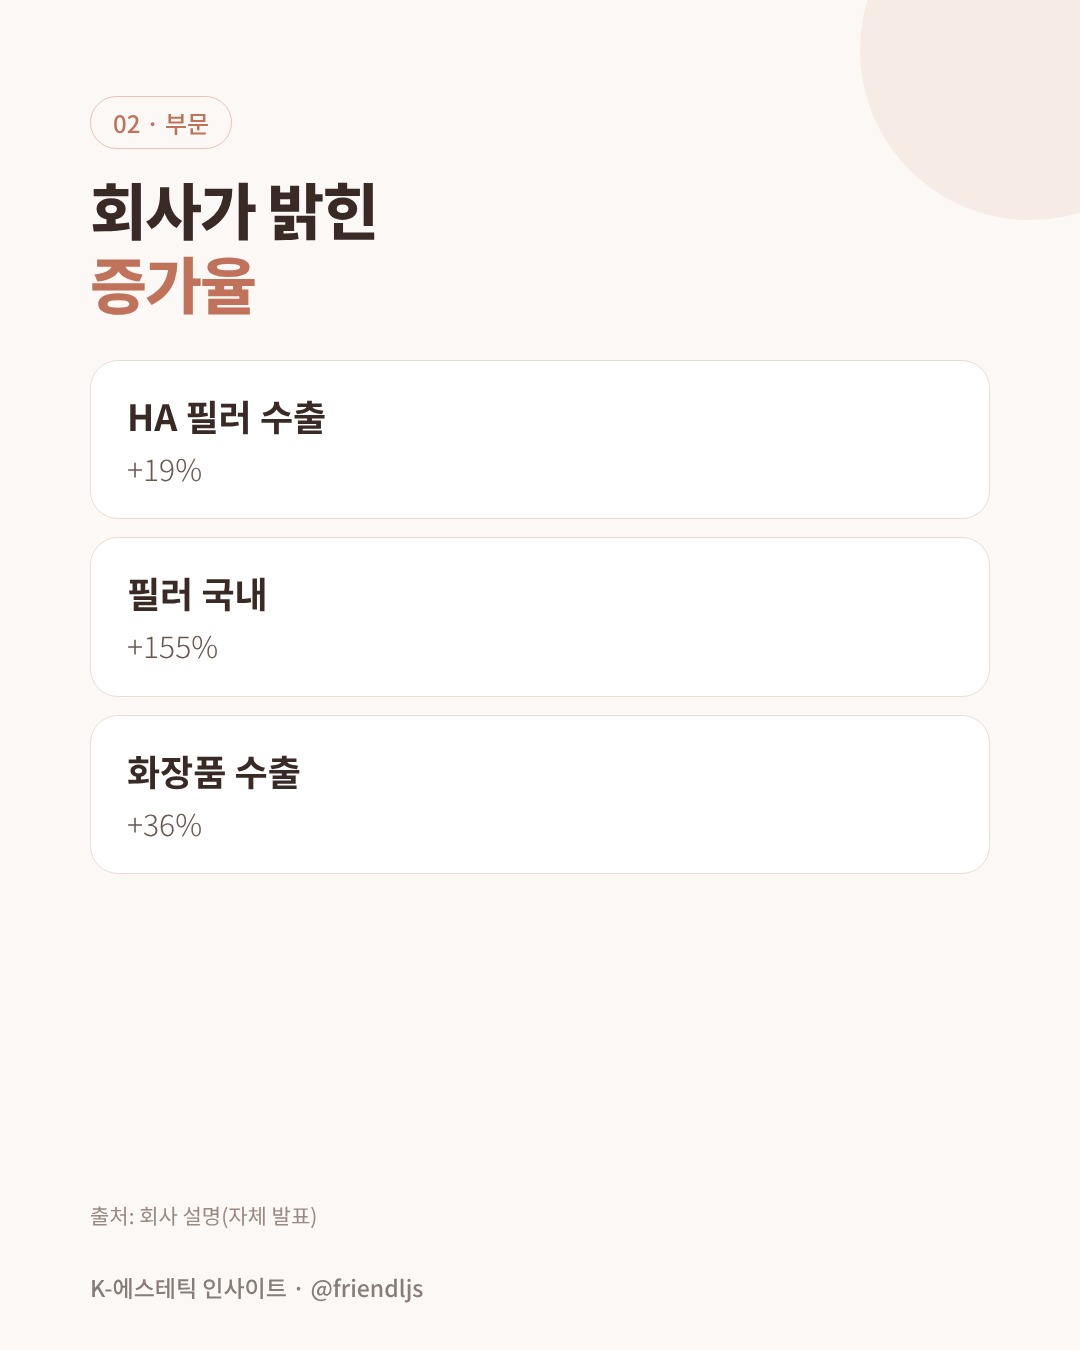 02 · 부문
회사가 밝힌
증가율
HA 필러 수출
+19%
필러 국내
+155%
화장품 수출
+36%
출처: 회사 설명(자체 발표)
K-에스테틱 인사이트 · @friendljs